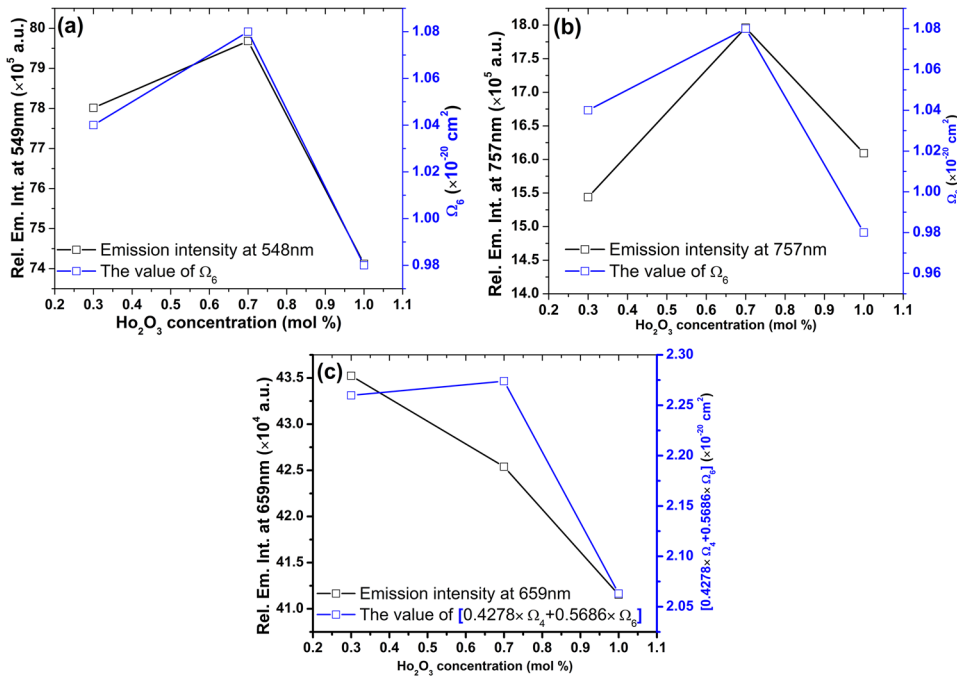 (a)
Rel. Em. Int. at 549nm (×10⁵ a.u.)
80
79
78
77
76
75
74
1.08
1.06
1.04
1.02
1.00
0.98
Ω₆ (×10⁻²⁰ cm²)
Emission intensity at 548nm
The value of Ω₆
0.2 0.3 0.4 0.5 0.6 0.7 0.8 0.9 1.0 1.1
Ho₂O₃ concentration (mol %)
(b)
Rel. Em. Int. at 757nm (×10⁵ a.u.)
18.0
17.5
17.0
16.5
16.0
15.5
15.0
14.5
14.0
1.08
1.06
1.04
1.02
1.00
0.98
0.96
(×10⁻²⁰ cm²)
Emission intensity at 757nm
The value of Ω₆
0.2 0.3 0.4 0.5 0.6 0.7 0.8 0.9 1.0 1.1
Ho₂O₃ concentration (mol %)
(c)
Rel. Em. Int. at 659nm (×10⁴ a.u.)
43.5
43.0
42.5
42.0
41.5
41.0
2.30
2.25
2.20
2.15
2.10
2.05
[0.4278× Ω₄+0.5686× Ω₆] (×10⁻²⁰ cm²)
Emission intensity at 659nm
The value of [0.4278× Ω₄+0.5686× Ω₆]
0.2 0.3 0.4 0.5 0.6 0.7 0.8 0.9 1.0 1.1
Ho₂O₃ concentration (mol %)